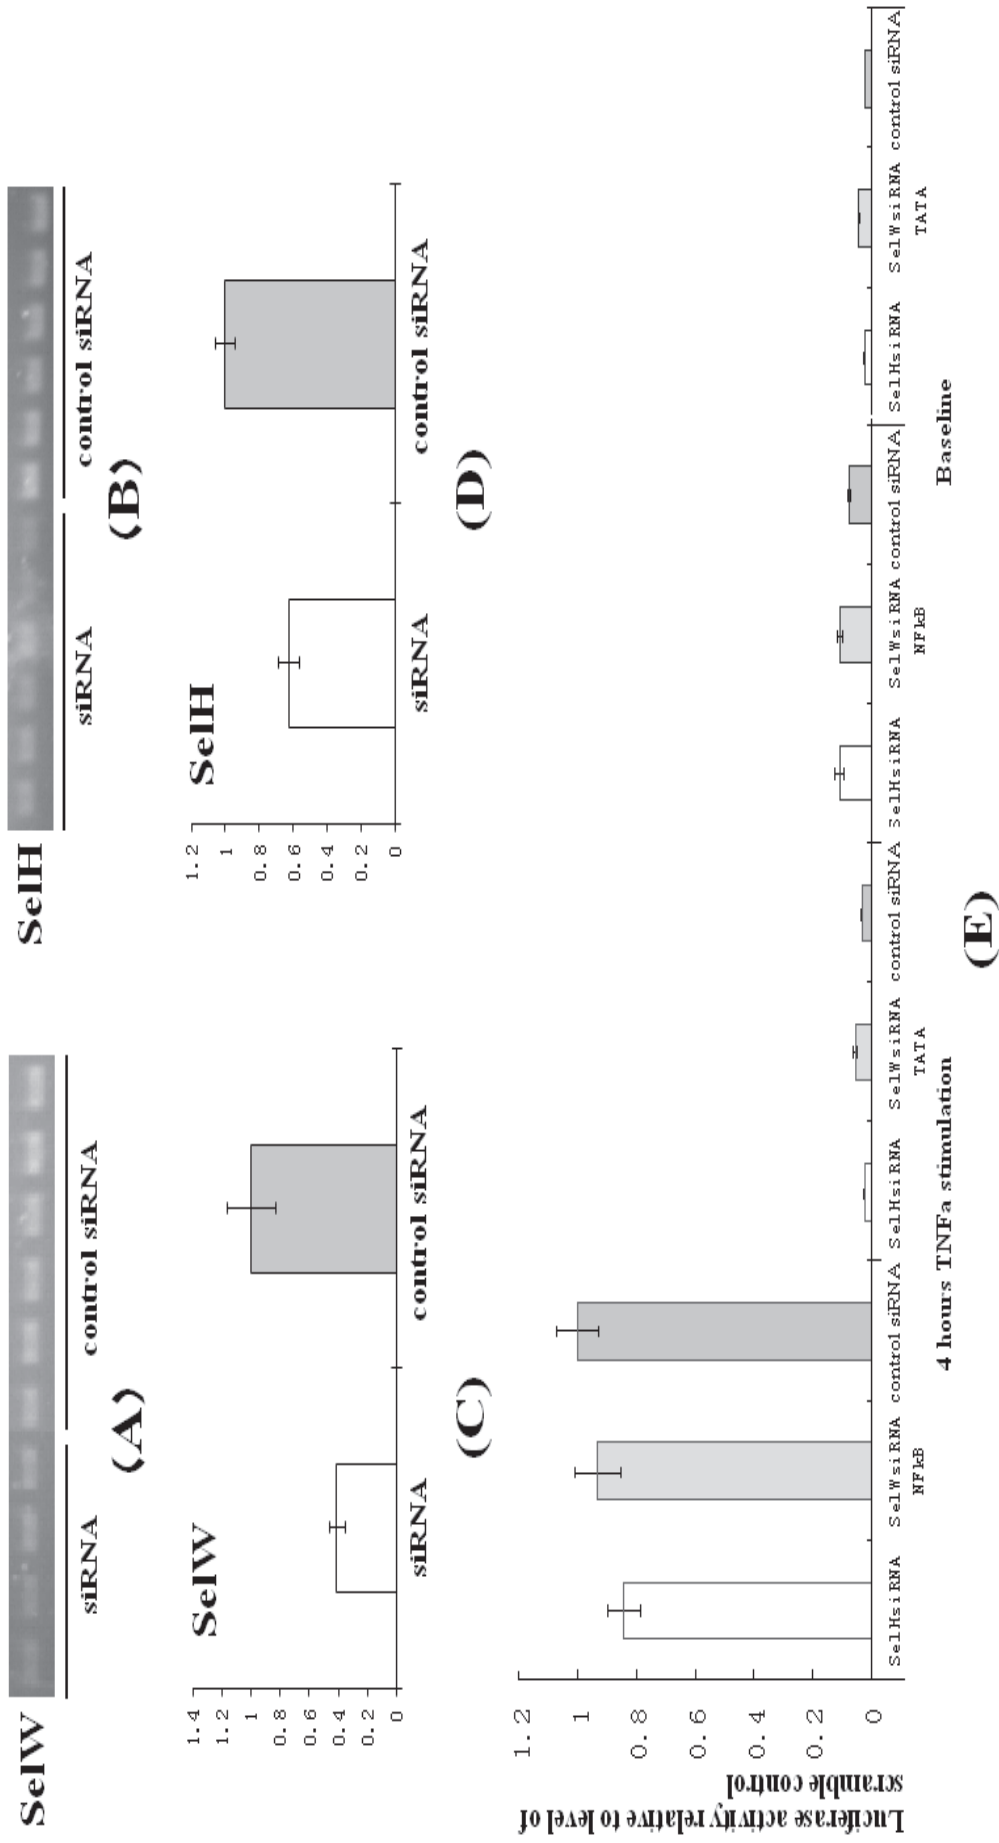 SelW
siRNA
control siRNA
(A)
SelH
siRNA
control siRNA
(B)
SelW
1.4
1.2
1
0.8
0.6
0.4
0.2
0
siRNA
control siRNA
(C)
SelH
1.2
1
0.8
0.6
0.4
0.2
0
siRNA
control siRNA
(D)
Luciferase activity relative to level of
scramble control
1.2
1
0.8
0.6
0.4
0.2
0
SelHsiRNA SelWsiRNA control siRNA SelHsiRNA SelWsiRNA control siRNA SelHsiRNA SelWsiRNA control siRNA SelHsiRNA SelWsiRNA control siRNA
NFkB TATA NFkB TATA
4 hours TNFa stimulation Baseline
(E)